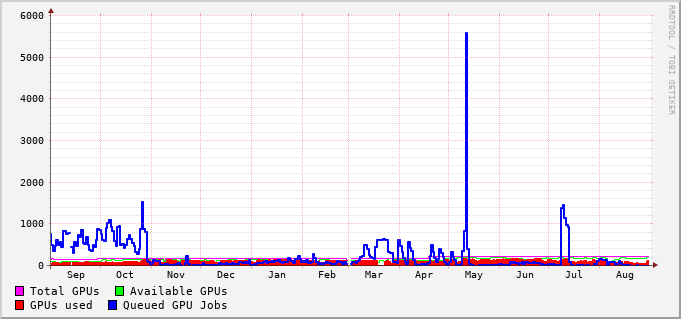 6000
5000
4000
3000
2000
1000
0
Sep Oct Nov Dec Jan Feb Mar Apr May Jun Jul Aug
Total GPUs Available GPUs
GPUs used Queued GPU Jobs
RRDTOOL / TOBI OETIKER